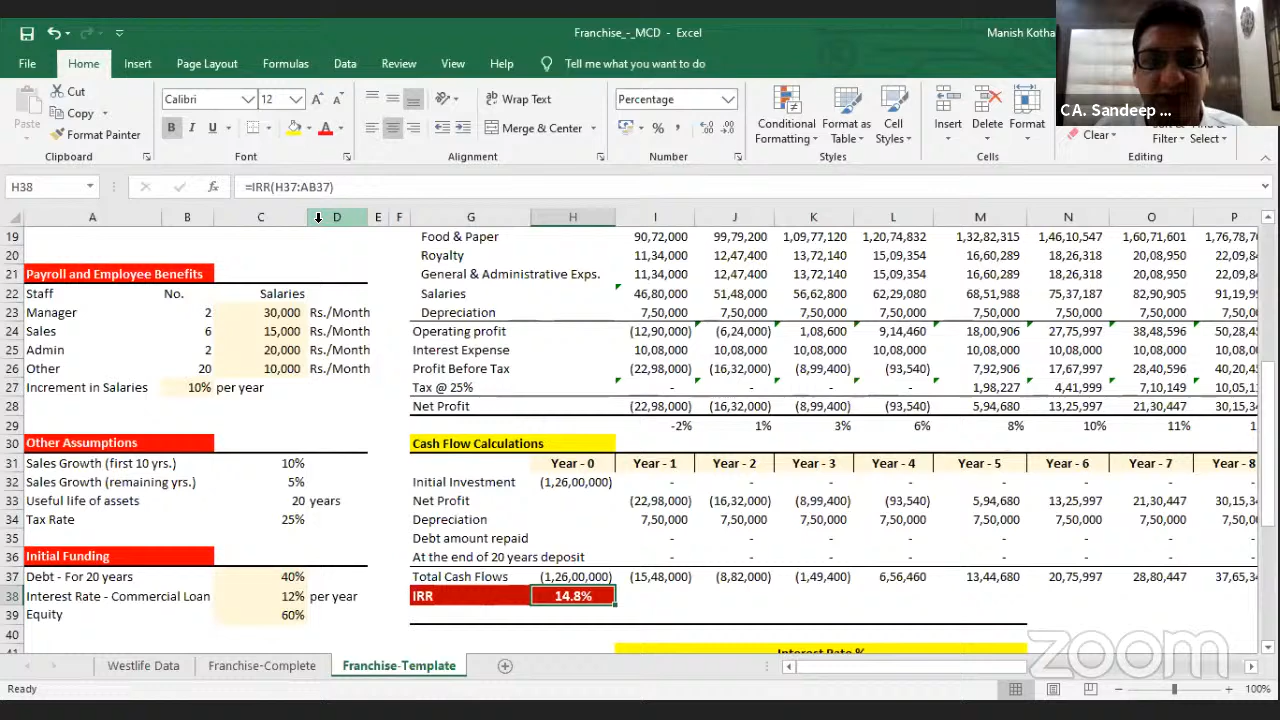 Franchise_-_MCD - Excel
Manish Kotha
File Home Insert Page Layout Formulas Data Review View Help Tell me what you want to do
CA. Sandeep ...
Paste
Cut
Copy
Format Painter
Clipboard
Calibri 12
B I U
Font
Wrap Text
Merge & Center
Alignment
Percentage
Number
Conditional Formatting
Format as Table
Cell Styles
Styles
Insert Delete Format
Cells
Clear
Filter Select
Editing
H38 fx =IRR(H37:AB37)
A B C D E F G H I J K L M N O P
19 Food & Paper 90,72,000 99,79,200 1,09,77,120 1,20,74,832 1,32,82,315 1,46,10,547 1,60,71,601 1,76,78,76
20 Royalty 11,34,000 12,47,400 13,72,140 15,09,354 16,60,289 18,26,318 20,08,950 22,09,84
21 Payroll and Employee Benefits General & Administrative Exps. 11,34,000 12,47,400 13,72,140 15,09,354 16,60,289 18,26,318 20,08,950 22,09,84
22 Staff No. Salaries Salaries 46,80,000 51,48,000 56,62,800 62,29,080 68,51,988 75,37,187 82,90,905 91,19,99
23 Manager 2 30,000 Rs./Month Depreciation 7,50,000 7,50,000 7,50,000 7,50,000 7,50,000 7,50,000 7,50,000 7,50,00
24 Sales 6 15,000 Rs./Month Operating profit (12,90,000) (6,24,000) 1,08,600 9,14,460 18,00,906 27,75,997 38,48,596 50,28,45
25 Admin 2 20,000 Rs./Month Interest Expense 10,08,000 10,08,000 10,08,000 10,08,000 10,08,000 10,08,000 10,08,000 10,08,00
26 Other 20 10,000 Rs./Month Profit Before Tax (22,98,000) (16,32,000) (8,99,400) (93,540) 7,92,906 17,67,997 28,40,596 40,20,45
27 Increment in Salaries 10% per year Tax @ 25% - - - - 1,98,227 4,41,999 7,10,149 10,05,11
28 Net Profit (22,98,000) (16,32,000) (8,99,400) (93,540) 5,94,680 13,25,997 21,30,447 30,15,34
29 -2% 1% 3% 6% 8% 10% 11% 1
30 Other Assumptions Cash Flow Calculations
31 Sales Growth (first 10 yrs.) 10% Year - 0 Year - 1 Year - 2 Year - 3 Year - 4 Year - 5 Year - 6 Year - 7 Year - 8
32 Sales Growth (remaining yrs.) 5% Initial Investment (1,26,00,000) - - - - - - - -
33 Useful life of assets 20 years Net Profit (22,98,000) (16,32,000) (8,99,400) (93,540) 5,94,680 13,25,997 21,30,447 30,15,34
34 Tax Rate 25% Depreciation 7,50,000 7,50,000 7,50,000 7,50,000 7,50,000 7,50,000 7,50,000 7,50,00
35 Debt amount repaid - - - - - - - -
36 Initial Funding At the end of 20 years deposit - - - - - - - -
37 Debt - For 20 years 40% Total Cash Flows (1,26,00,000) (15,48,000) (8,82,000) (1,49,400) 6,56,460 13,44,680 20,75,997 28,80,447 37,65,34
38 Interest Rate - Commercial Loan 12% per year IRR 14.8%
39 Equity 60%
40
Interest Rate %
Westlife Data Franchise-Complete Franchise-Template
zoom
Ready 100%